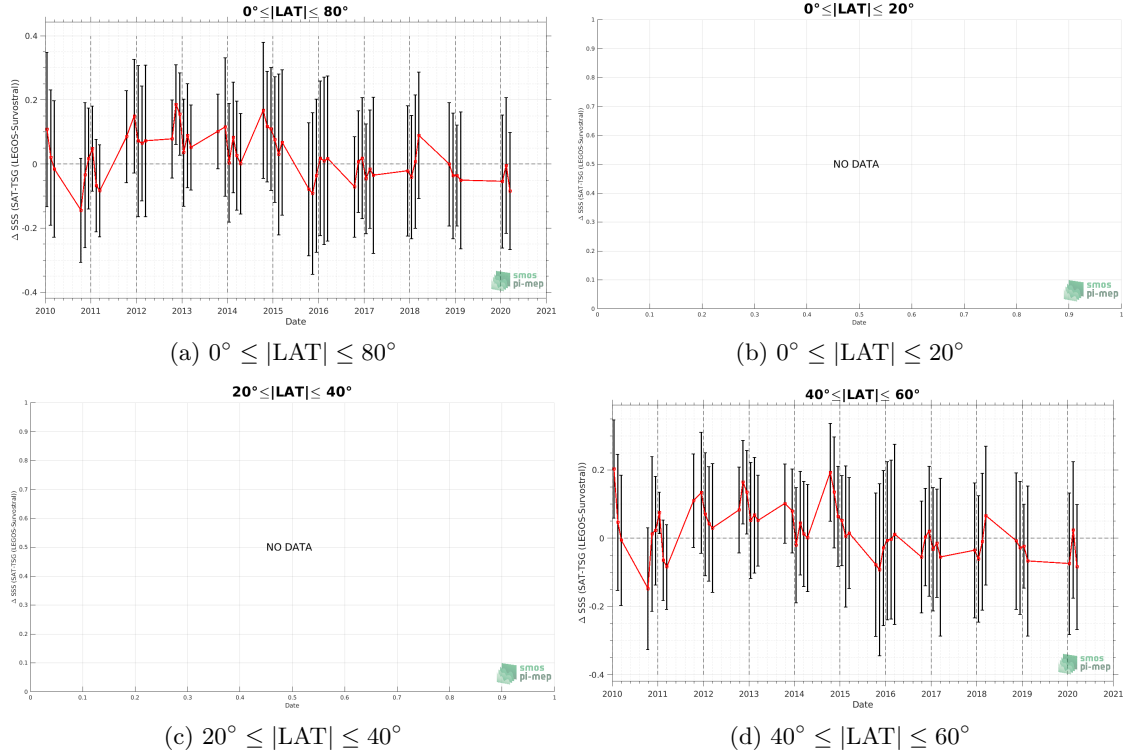 0°≤|LAT|≤ 80°
Δ SSS (SAT-TSG (LEGOS-Survostral))
0.4
0.2
0
-0.2
-0.4
2010 2011 2012 2013 2014 2015 2016 2017 2018 2019 2020 2021
Date
smos
pi-mep
(a) 0° ≤ |LAT| ≤ 80°
0°≤|LAT|≤ 20°
Δ SSS (SAT-TSG (LEGOS-Survostral))
1
0.9
0.8
0.7
0.6
0.5
0.4
0.3
0.2
0.1
0
NO DATA
0 0.1 0.2 0.3 0.4 0.5 0.6 0.7 0.8 0.9 1
Date
smos
pi-mep
(b) 0° ≤ |LAT| ≤ 20°
20°≤|LAT|≤ 40°
Δ SSS (SAT-TSG (LEGOS-Survostral))
1
0.9
0.8
0.7
0.6
0.5
0.4
0.3
0.2
0.1
0
NO DATA
0 0.1 0.2 0.3 0.4 0.5 0.6 0.7 0.8 0.9 1
Date
smos
pi-mep
(c) 20° ≤ |LAT| ≤ 40°
40°≤|LAT|≤ 60°
Δ SSS (SAT-TSG (LEGOS-Survostral))
0.2
0
-0.2
-0.4
2010 2011 2012 2013 2014 2015 2016 2017 2018 2019 2020 2021
Date
smos
pi-mep
(d) 40° ≤ |LAT| ≤ 60°